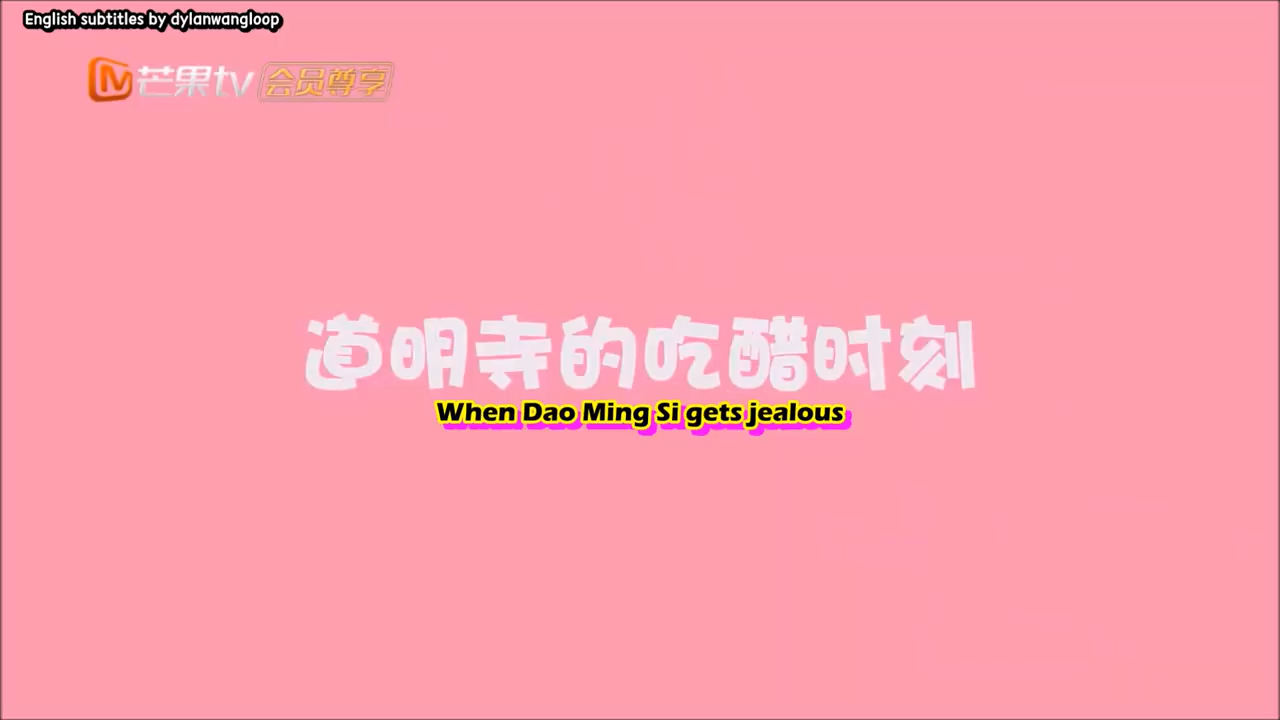 English subtitles by dylanwangloop
芒果tv 会员尊享
道明寺的吃醋时刻
When Dao Ming Si gets jealous